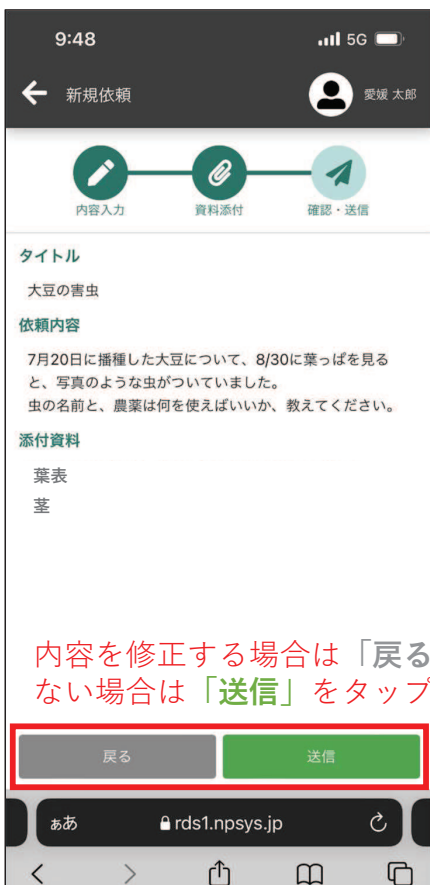 9:48
5G
新規依頼
愛媛 太郎
内容入力
資料添付
確認・送信
タイトル
大豆の害虫
依頼内容
7月20日に播種した大豆について、8/30に葉っぱを見る
と、写真のような虫がついていました。
虫の名前と、農薬は何を使えばいいか、教えてください。
添付資料
葉表
茎
内容を修正する場合は「戻る
ない場合は「送信」をタップ
戻る
送信
ぁあ
rds1.npsys.jp